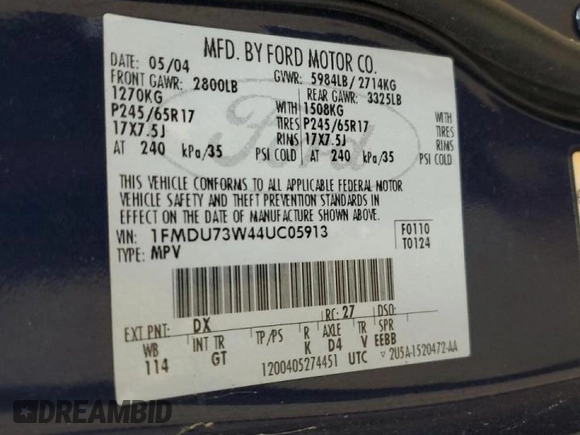 MFD. BY FORD MOTOR CO.
DATE: 05/04 GVWR: 5984LB / 2714KG
FRONT GAWR: 2800LB REAR GAWR: 3325LB
1270KG WITH 1508KG WITH
P245/65R17 TIRES P245/65R17 TIRES
17X7.5J RIMS 17X7.5J RIMS
AT 240 kPa/35 PSI COLD AT 240 kPa/35 PSI COLD
Ford
THIS VEHICLE CONFORMS TO ALL APPLICABLE FEDERAL MOTOR
VEHICLE SAFETY AND THEFT PREVENTION STANDARDS IN
EFFECT ON THE DATE OF MANUFACTURE SHOWN ABOVE.
VIN: 1FMDU73W44UC05913 F0110
TYPE: MPV T0124
EXT PNT: DX RC: 27 DSO:
WB INT TR TP/PS R AXLE TR SPR
114 GT K D4 V EEBB
1200405274451 UTC ▽ 2U5A-1520472-AA
DREAMBID